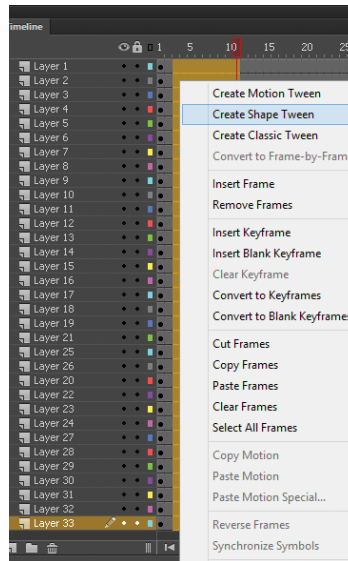 imeline
1 5 10 15 20 25
Layer 1
Layer 2
Layer 3
Layer 4
Layer 5
Layer 6
Layer 7
Layer 8
Layer 9
Layer 10
Layer 11
Layer 12
Layer 13
Layer 14
Layer 15
Layer 16
Layer 17
Layer 18
Layer 19
Layer 21
Layer 25
Layer 26
Layer 20
Layer 22
Layer 23
Layer 24
Layer 27
Layer 28
Layer 29
Layer 30
Layer 31
Layer 32
Layer 33
Create Motion Tween
Create Shape Tween
Create Classic Tween
Convert to Frame-by-Fram
Insert Frame
Remove Frames
Insert Keyframe
Insert Blank Keyframe
Clear Keyframe
Convert to Keyframes
Convert to Blank Keyframes
Cut Frames
Copy Frames
Paste Frames
Clear Frames
Select All Frames
Copy Motion
Paste Motion
Paste Motion Special...
Reverse Frames
Synchronize Symbols